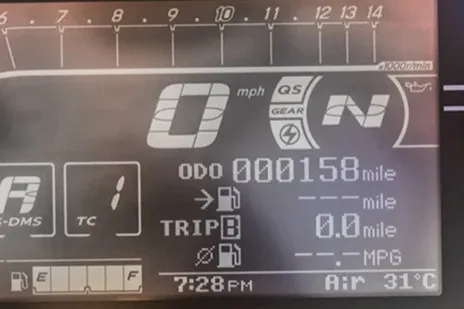 6 . 7 . 8 . 9 . 10 . 11 . 12 13 14
x1000r/min
0 mph QS GEAR N
ODO 000158 mile
A --- mile
S-DMS TC 1 TRIP B 0.0 mile
--.- MPG
E F
7:28 PM Air 31°C